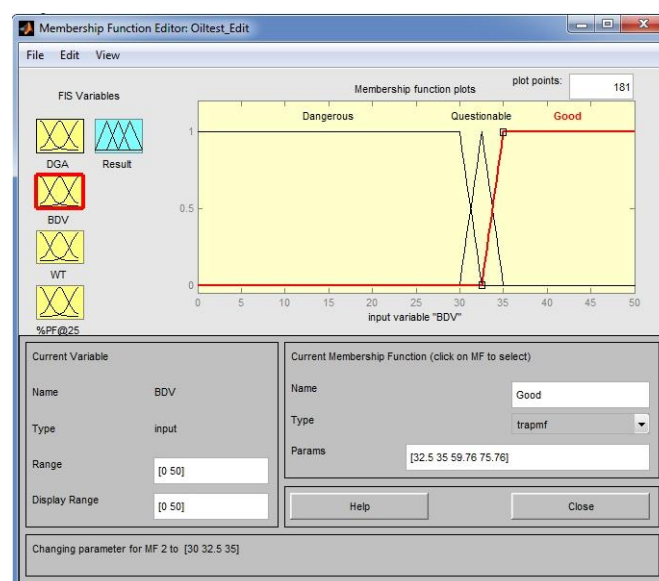 Membership Function Editor: Oiltest_Edit
File Edit View
FIS Variables
DGA Result
BDV
WT
%PF@25
Membership function plots plot points: 181
Dangerous Questionable Good
1
0.5
0
0 5 10 15 20 25 30 35 40 45 50
input variable "BDV"
Current Variable
Name BDV
Type input
Range [0 50]
Display Range [0 50]
Current Membership Function (click on MF to select)
Name Good
Type trapmf
Params [32.5 35 59.76 75.76]
Help Close
Changing parameter for MF 2 to [30 32.5 35]